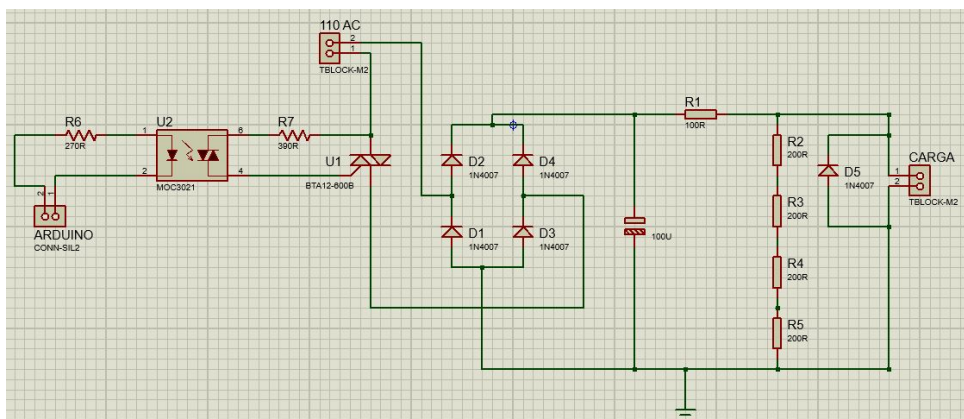 110 AC
2
1
TBLOCK-M2
R6
270R
U2
1
6
2
4
MOC3021
R7
390R
U1
BTA12-600B
2
1
ARDUINO
CONN-SIL2
D2
1N4007
D4
1N4007
D1
1N4007
D3
1N4007
100U
R1
100R
R2
200R
R3
200R
R4
200R
R5
200R
D5
1N4007
CARGA
1
2
TBLOCK-M2